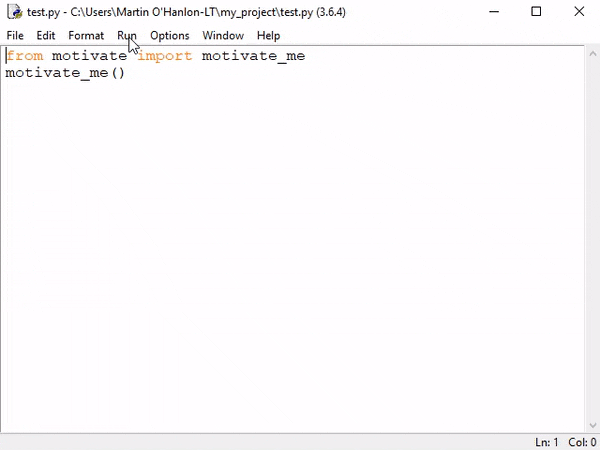 test.py - C:\Users\Martin O'Hanlon-LT\my_project\test.py (3.6.4)
File Edit Format Run Options Window Help
from motivate import motivate_me
motivate_me()
Ln: 1 Col: 0